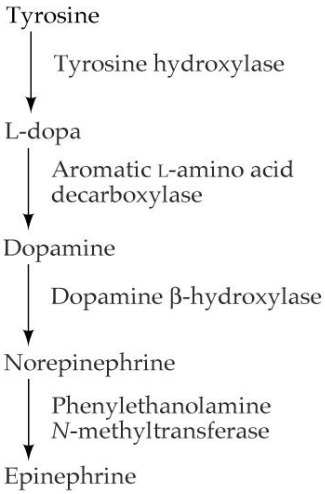 Tyrosine
Tyrosine hydroxylase
L-dopa
Aromatic L-amino acid
decarboxylase
Dopamine
Dopamine β-hydroxylase
Norepinephrine
Phenylethanolamine
N-methyltransferase
Epinephrine